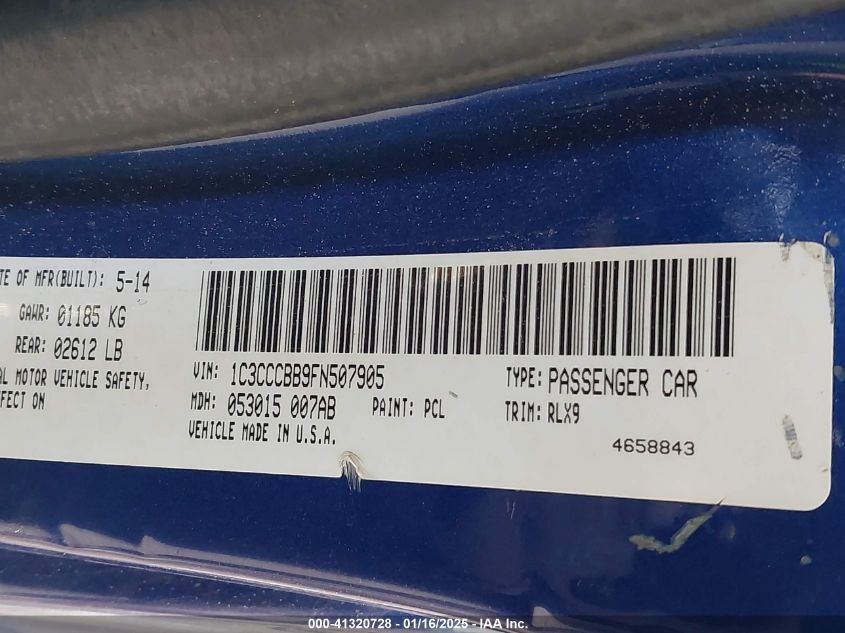 TE OF MFR(BUILT): 5-14
GAWR: 01185 KG
REAR: 02612 LB
AL MOTOR VEHICLE SAFETY,
FFECT ON
VIN: 1C3CCCBB9FN507905
MDH: 053015 007AB PAINT: PCL
VEHICLE MADE IN U.S.A.
TYPE: PASSENGER CAR
TRIM: RLX9
4658843
000-41320728 — 01/16/2025 — IAA Inc.